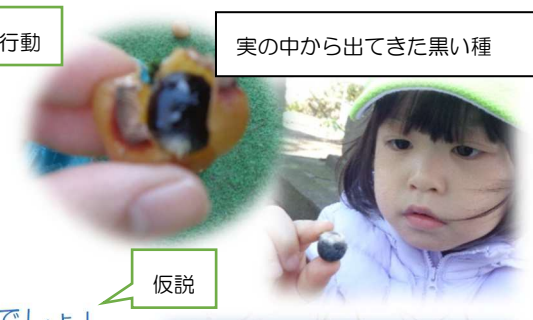 行動
実の中から出てきた黒い種
仮説
でしょ！